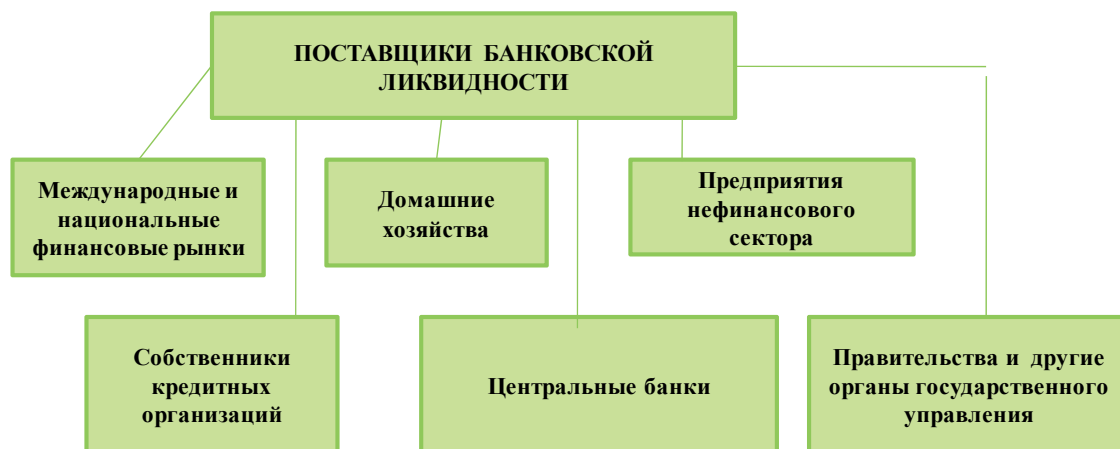 ПОСТАВЩИКИ БАНКОВСКОЙ
ЛИКВИДНОСТИ
Международные и
национальные
финансовые рынки
Домашние
хозяйства
Предприятия
нефинансового
сектора
Собственники
кредитных
организаций
Центральные банки
Правительства и другие
органы государственного
управления